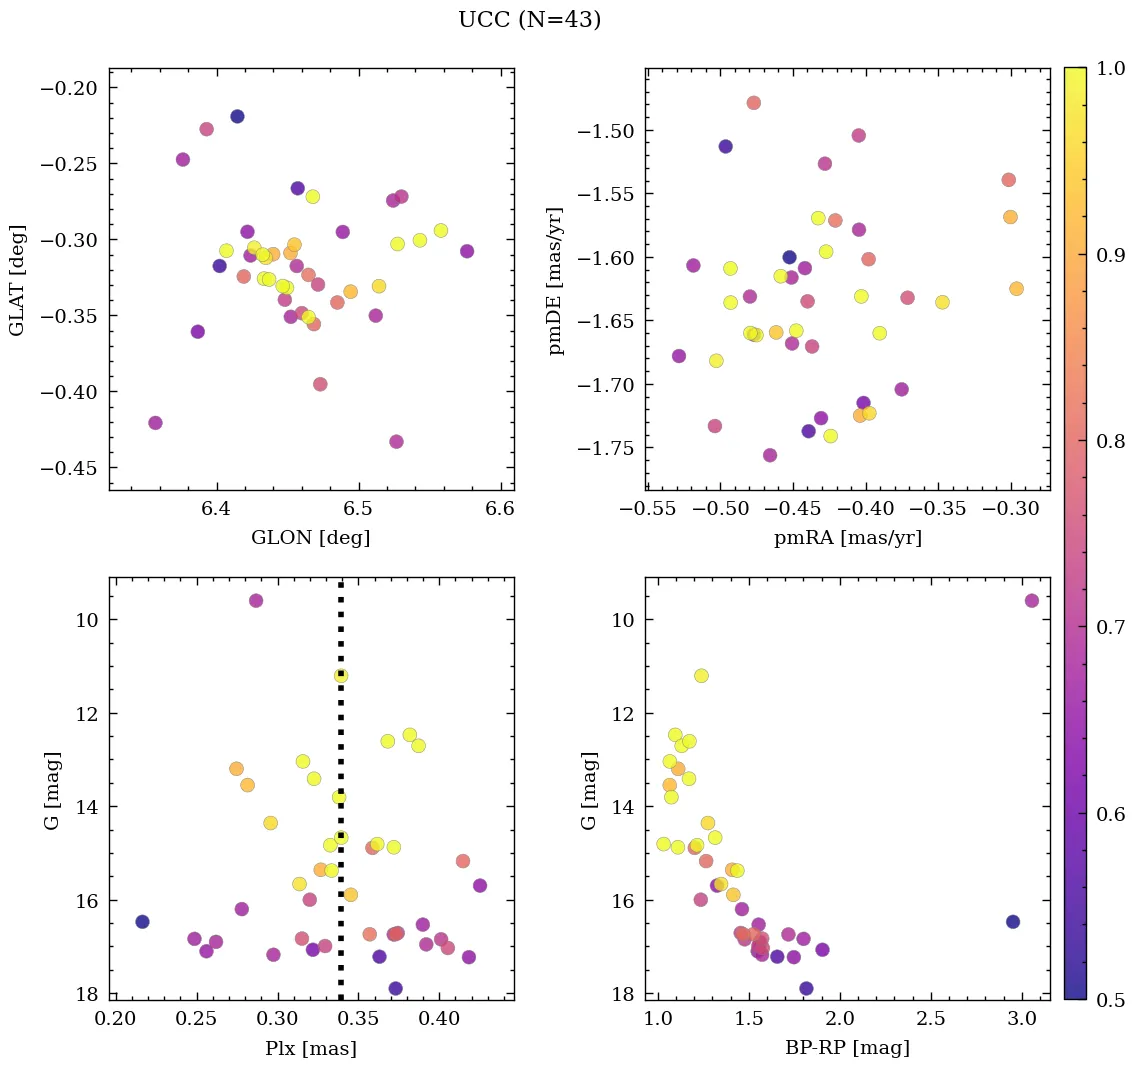 UCC (N=43)
−0.20
−0.25
−0.30
−0.35
−0.40
−0.45
GLAT [deg]
6.4 6.5 6.6
GLON [deg]
−1.50
−1.55
−1.60
−1.65
−1.70
−1.75
pmDE [mas/yr]
−0.55 −0.50 −0.45 −0.40 −0.35 −0.30
pmRA [mas/yr]
10
12
14
16
18
G [mag]
0.20 0.25 0.30 0.35 0.40
Plx [mas]
10
12
14
16
18
G [mag]
1.0 1.5 2.0 2.5 3.0
BP-RP [mag]
1.0
0.9
0.8
0.7
0.6
0.5